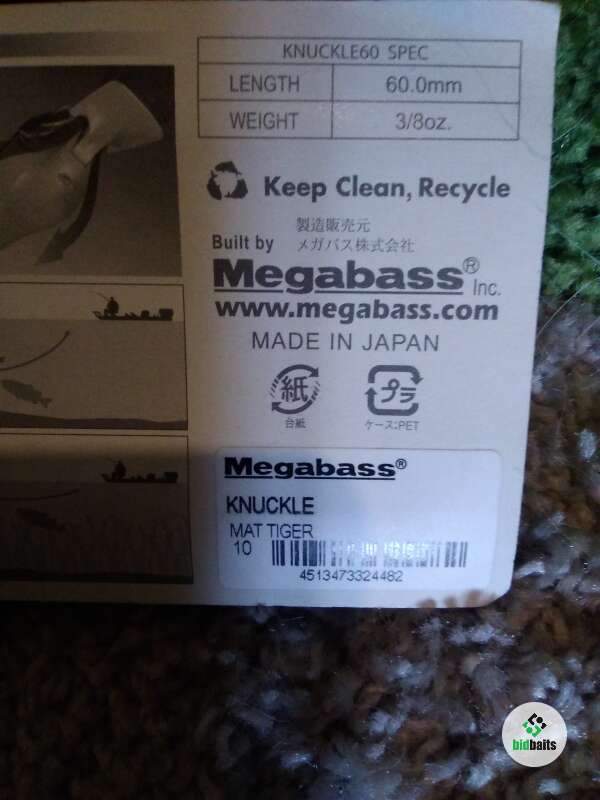 KNUCKLE60 SPEC
LENGTH 60.0mm
WEIGHT 3/8oz.
Keep Clean, Recycle
製造販売元
Built by メガバス株式会社
Megabass® Inc.
www.megabass.com
MADE IN JAPAN
紙 プラ
台紙 ケース:PET
Megabass®
KNUCKLE
MAT TIGER
10
4513473324482
bidbaits